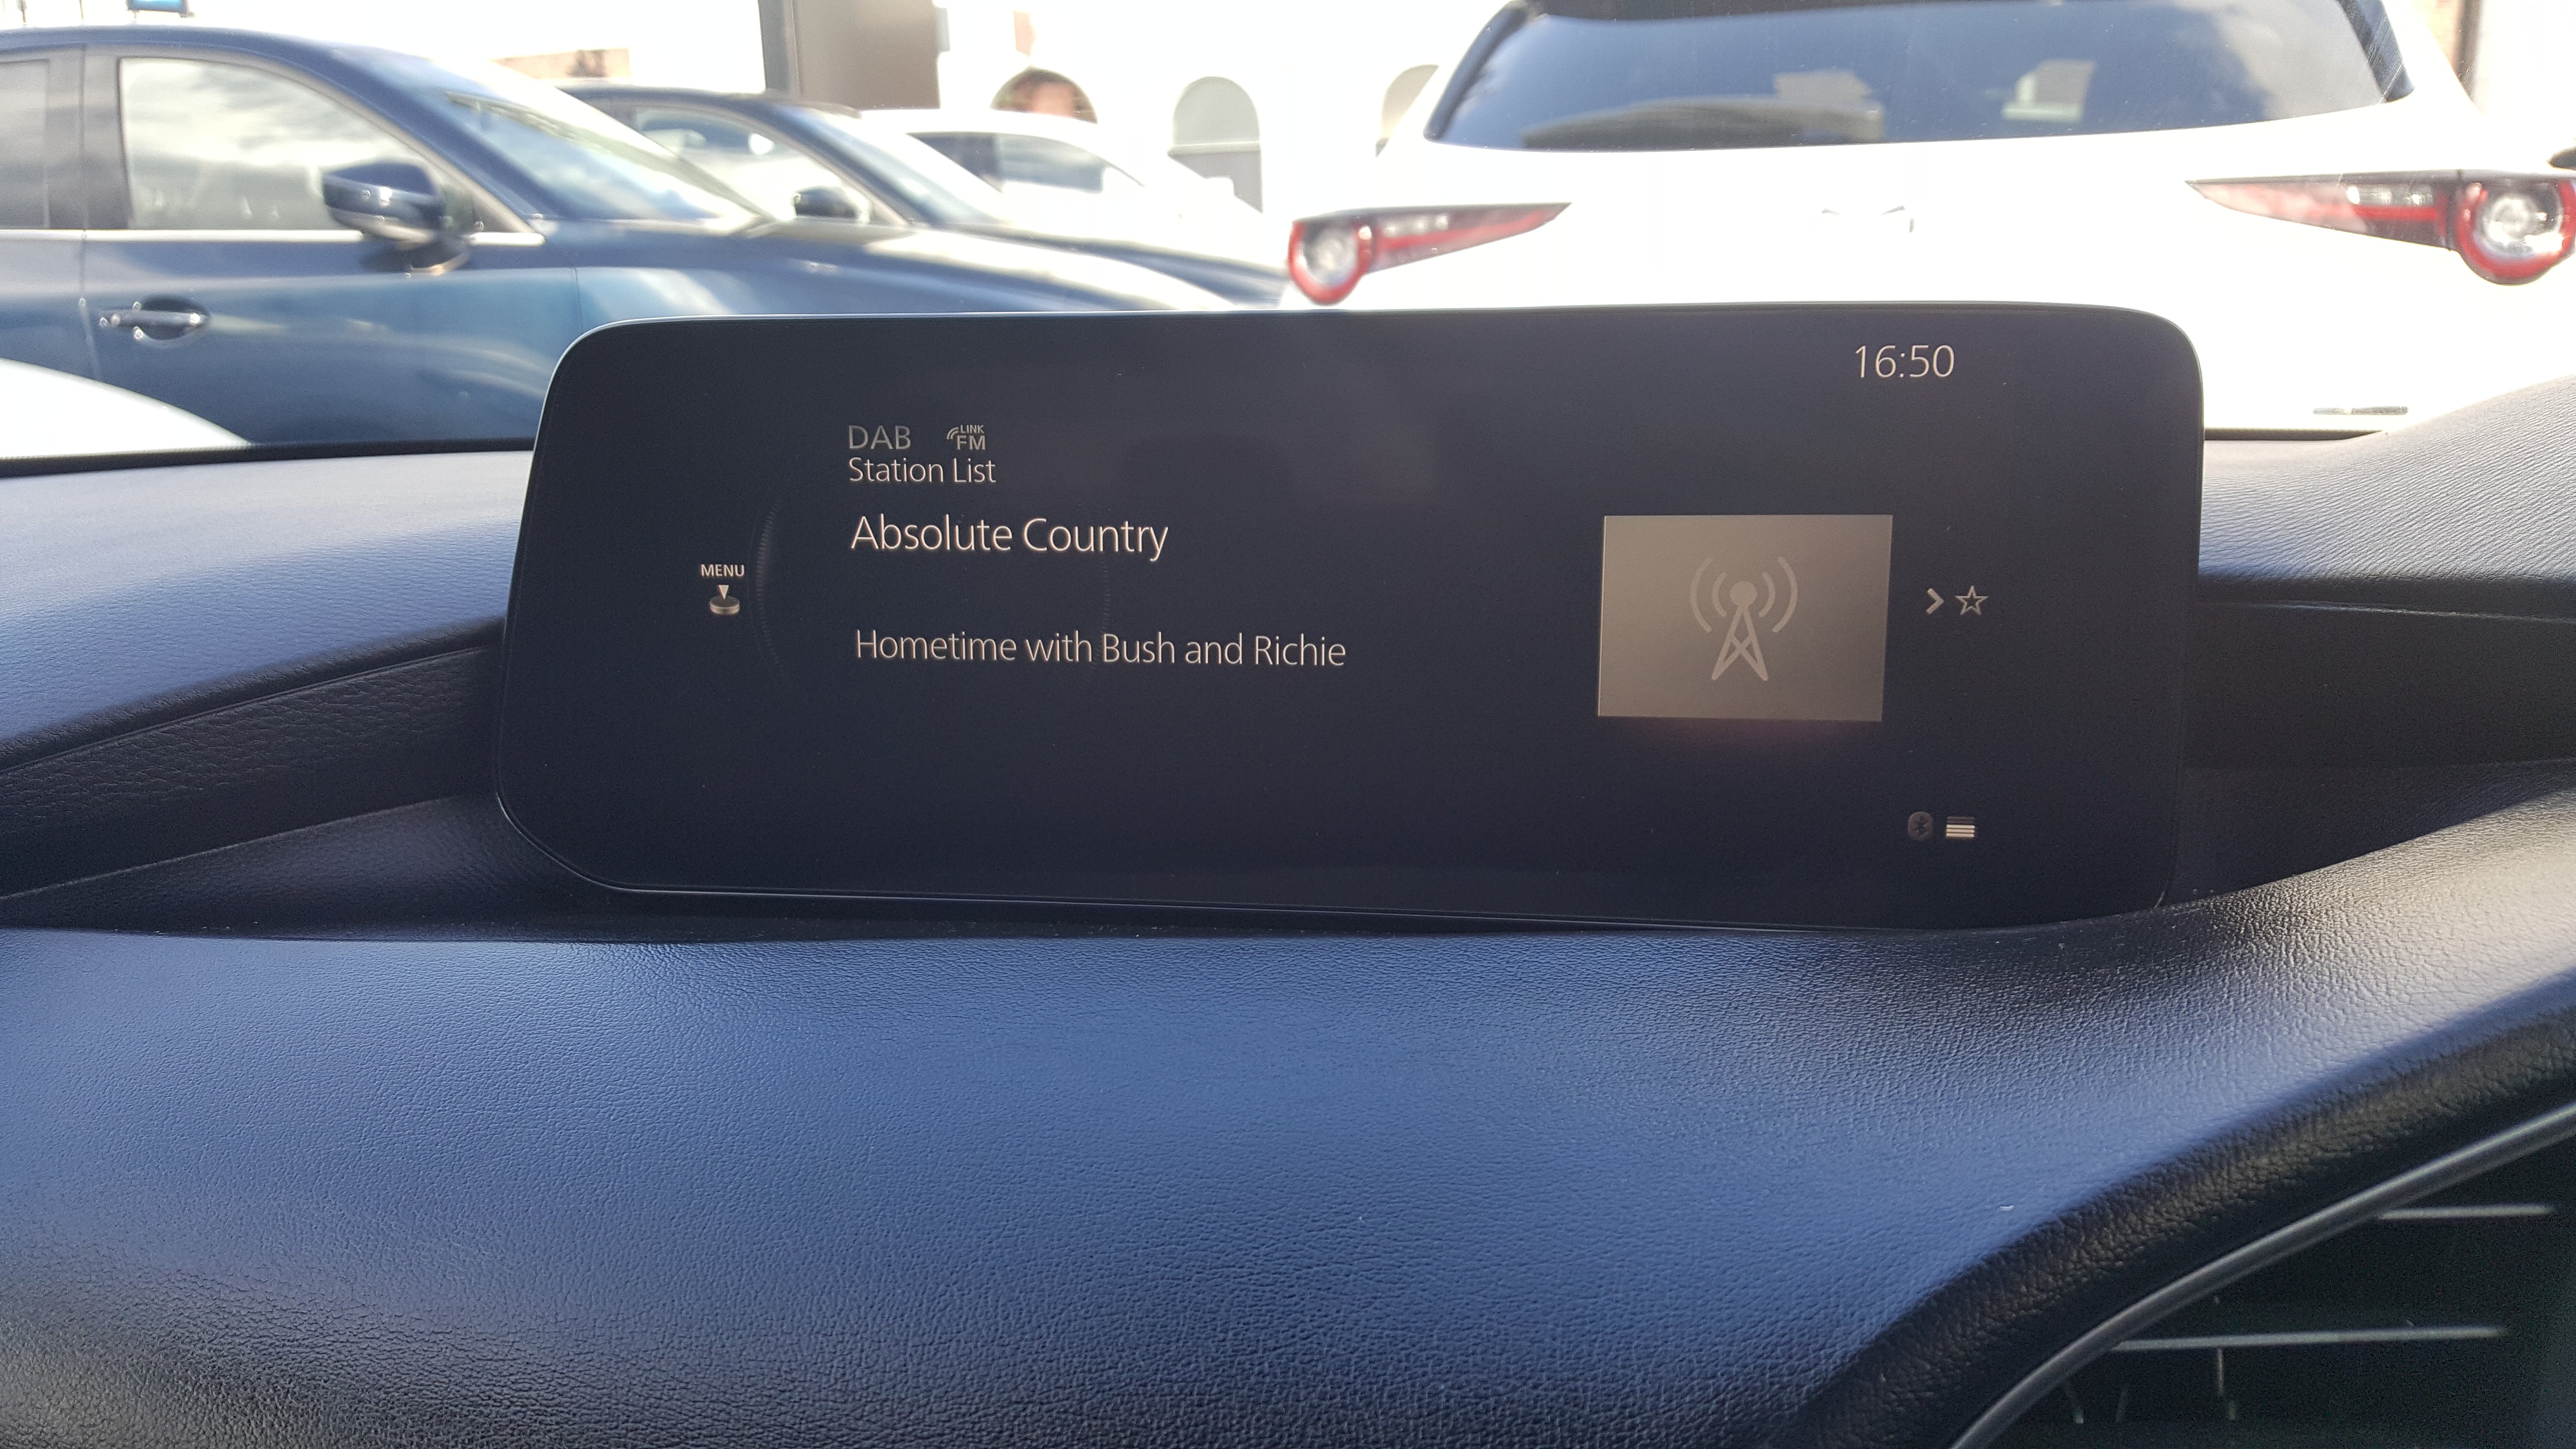 16:50
DAB LINK FM
Station List
Absolute Country
MENU
Hometime with Bush and Richie